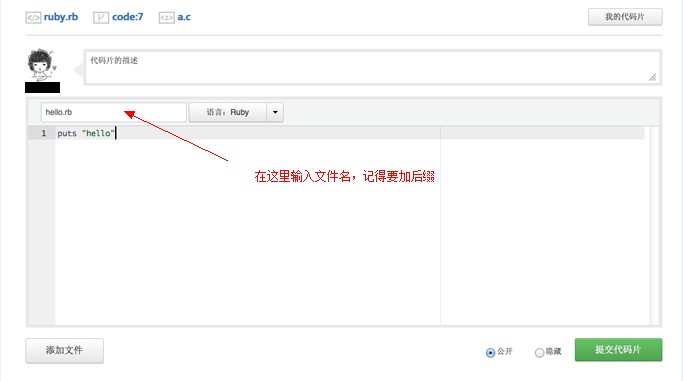 ruby.rb code:7 a.c 我的代码片
代码片的描述
hello.rb 语言：Ruby
1 puts "hello"
在这里输入文件名，记得要加后缀
添加文件 公开 隐藏 提交代码片